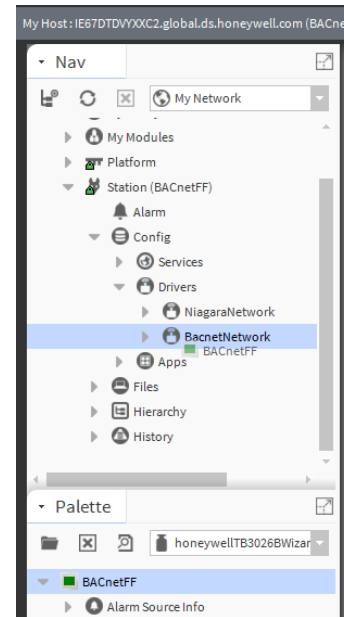 My Host : IE67DTDVYXXC2.global.ds.honeywell.com (BACne
Nav
My Network
My Modules
Platform
Station (BACnetFF)
Alarm
Config
Services
Drivers
NiagaraNetwork
BacnetNetwork
BACnetFF
Apps
Files
Hierarchy
History
Palette
honeywellTB3026BWizar
BACnetFF
Alarm Source Info